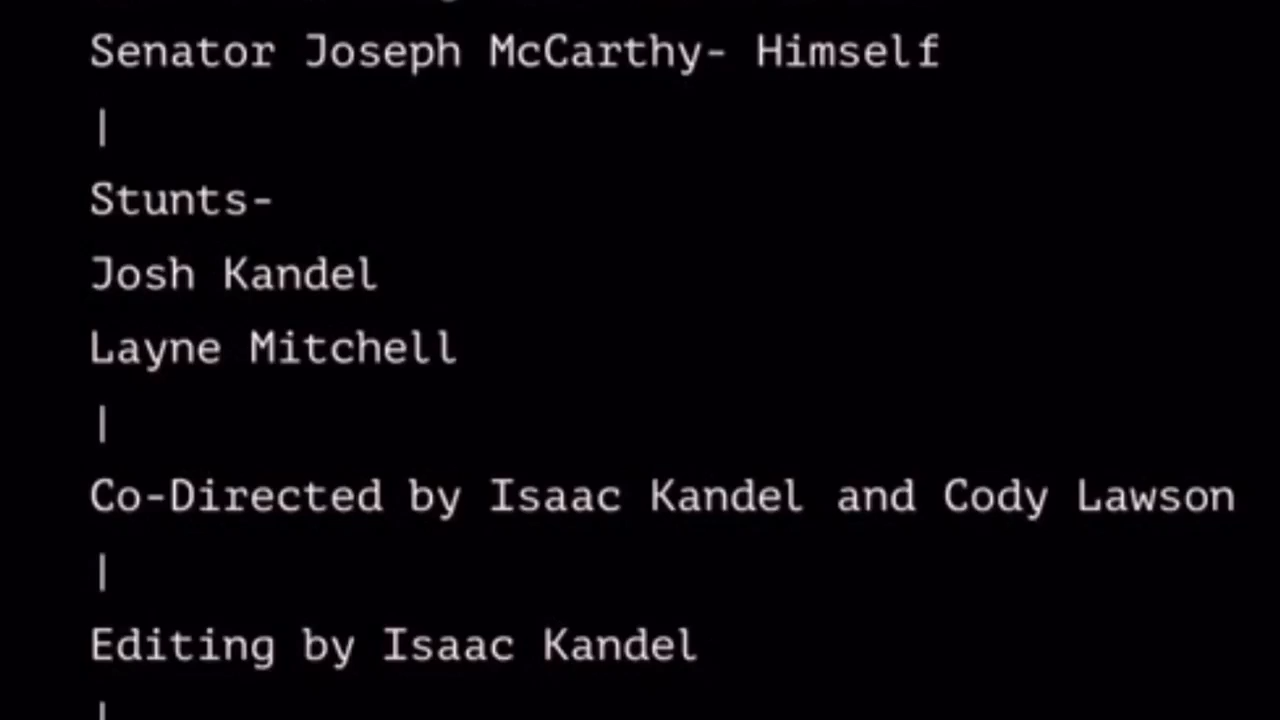 Senator Joseph McCarthy- Himself
|
Stunts-
Josh Kandel
Layne Mitchell
|
Co-Directed by Isaac Kandel and Cody Lawson
|
Editing by Isaac Kandel
|